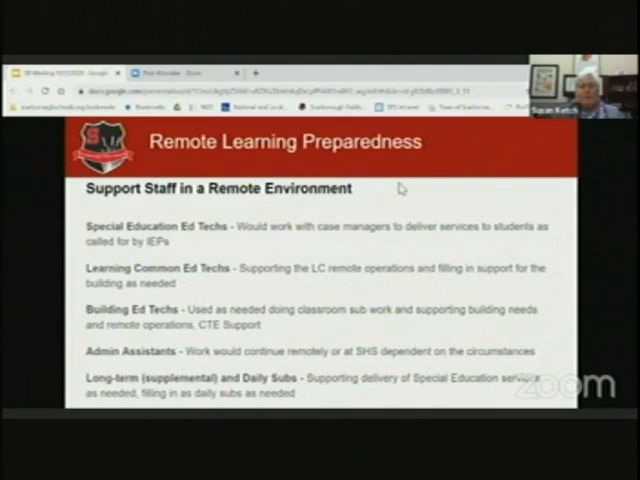 Susan Ketch
Remote Learning Preparedness
Support Staff in a Remote Environment
Special Education Ed Techs - Would work with case managers to deliver services to students as
called for by IEPs
Learning Common Ed Techs - Supporting the LC remote operations and filling in support for the
building as needed
Building Ed Techs - Used as needed doing classroom sub work and supporting building needs
and remote operations, CTE Support
Admin Assistants - Work would continue remotely or at SHS dependent on the circumstances
Long-term (supplemental) and Daily Subs - Supporting delivery of Special Education
as needed, filling in as daily subs as needed
zoom